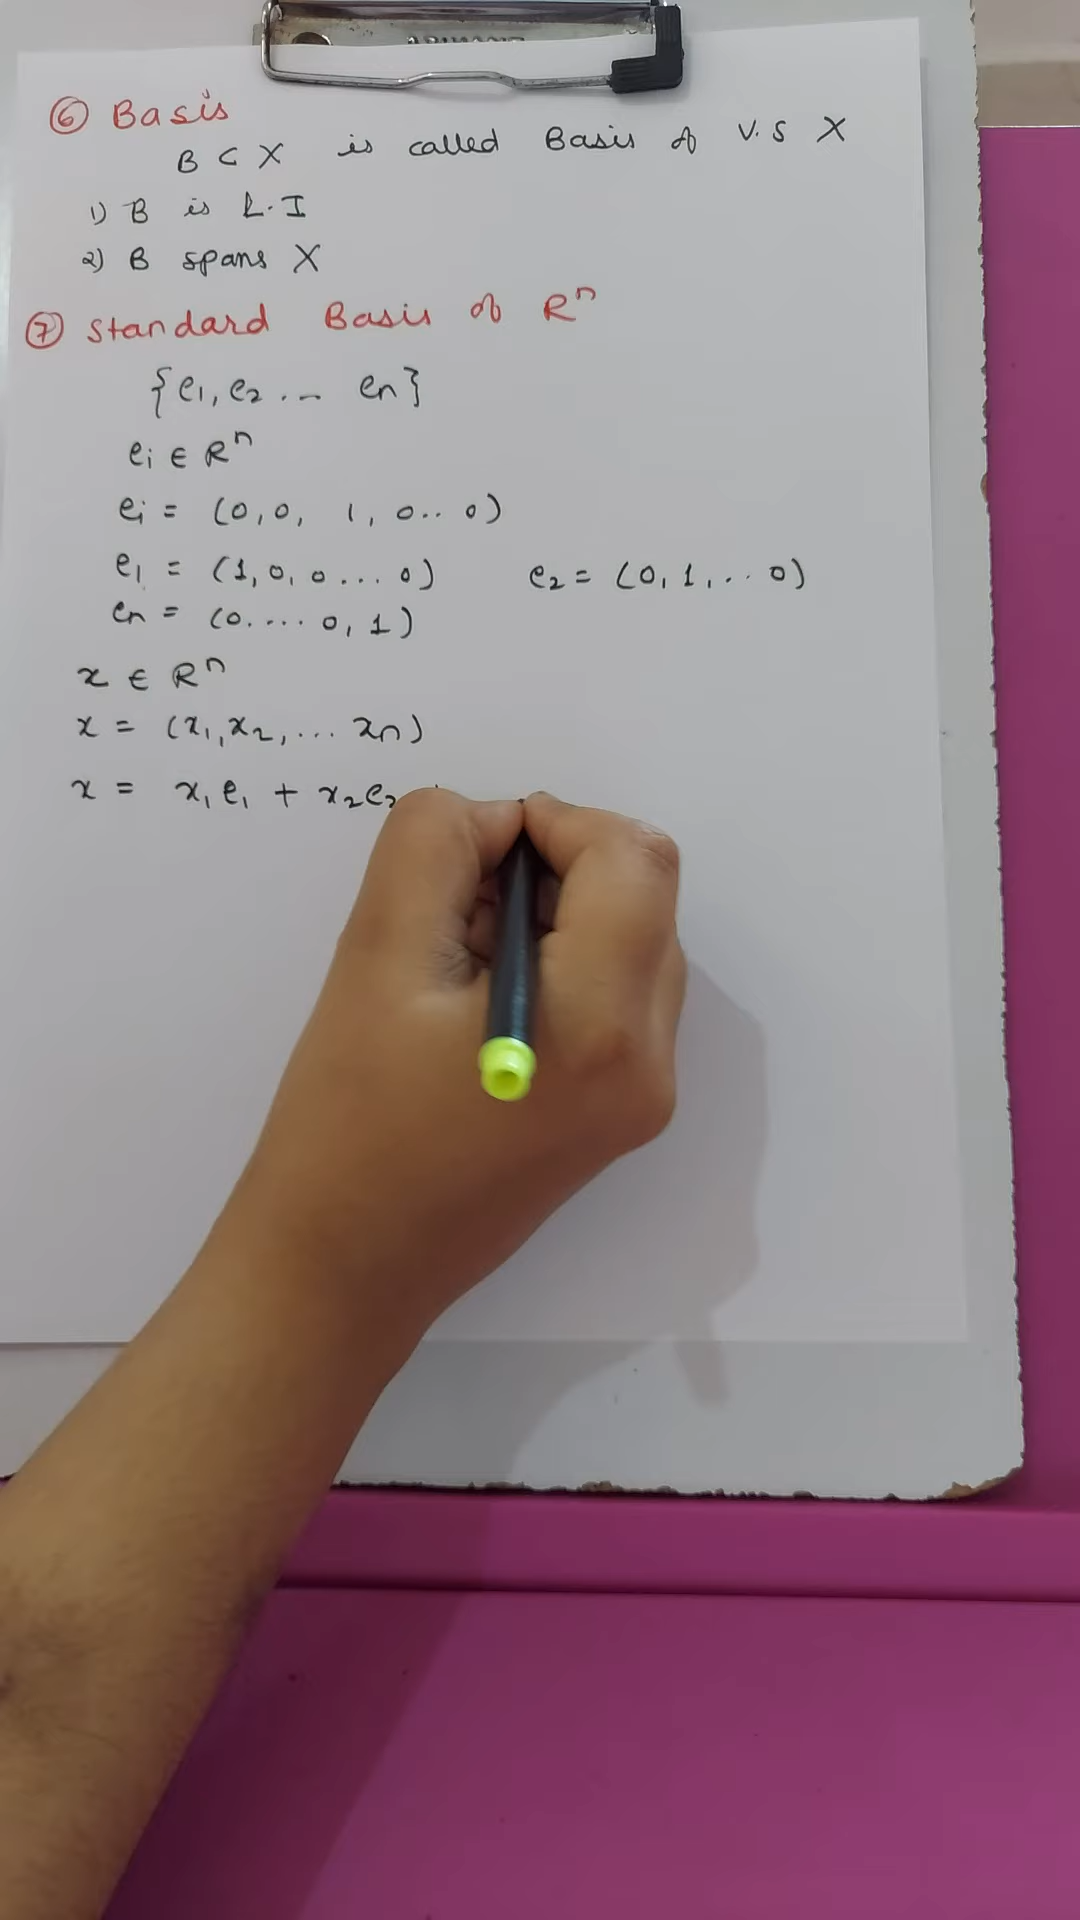 ⑥ Basis
B ⊂ X is called Basis of V.S X
1) B is L.I
2) B spans X
⑦ Standard Basis of Rⁿ
{e₁, e₂ ... en}
ei ∈ Rⁿ
ei = (0,0, 1, 0.. 0)
e₁ = (1,0,0...0) e₂ = (0,1,..0)
en = (0....0,1)
x ∈ Rⁿ
x = (x₁,x₂,...xn)
x = x₁e₁ + x₂e₂